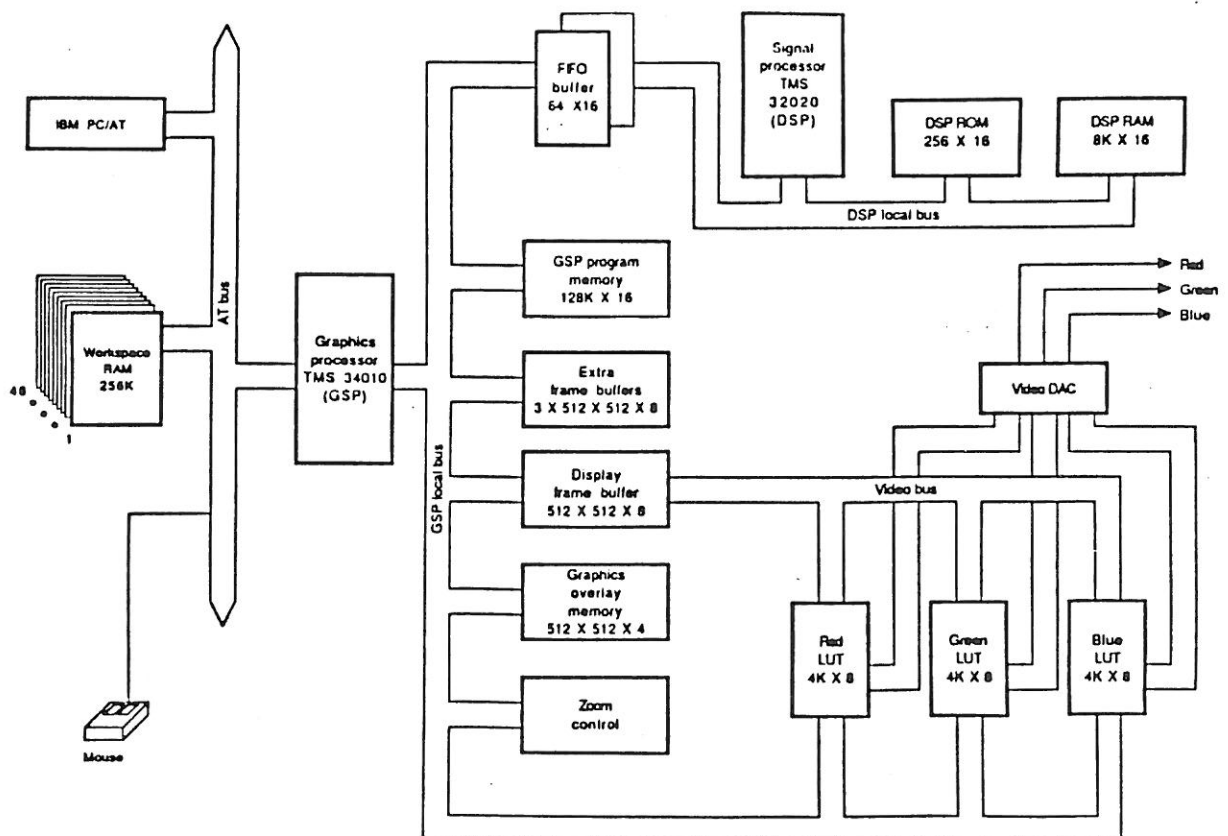 IBM PC/AT
AT bus
Workspace
RAM
256K
48
1
Mouse
Graphics
processor
TMS 34010
(GSP)
GSP local bus
FIFO
buffer
64 X16
Signal
processor
TMS
32020
(DSP)
DSP ROM
256 X 16
DSP RAM
8K X 16
DSP local bus
GSP program
memory
128K X 16
Extra
frame buffers
3 X 512 X 512 X 8
Display
frame buffer
512 X 512 X 8
Graphics
overlay
memory
512 X 512 X 4
Zoom
control
Red
Green
Blue
Video DAC
Video bus
Red
LUT
4K X 8
Green
LUT
4K X 8
Blue
LUT
4K X 8